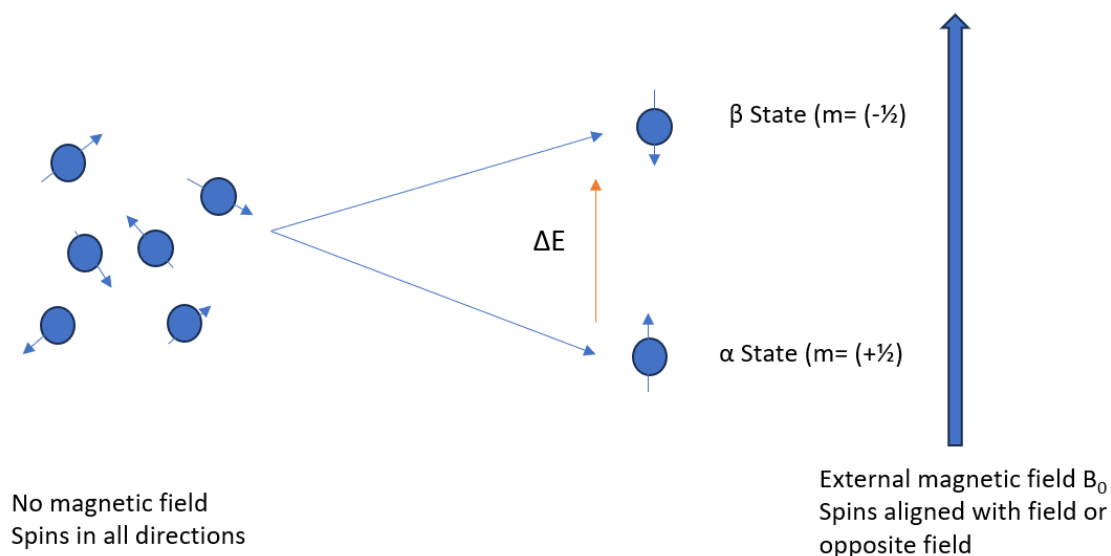 β State (m= (-½)
ΔE
α State (m= (+½)
No magnetic field
Spins in all directions
External magnetic field B₀
Spins aligned with field or
opposite field